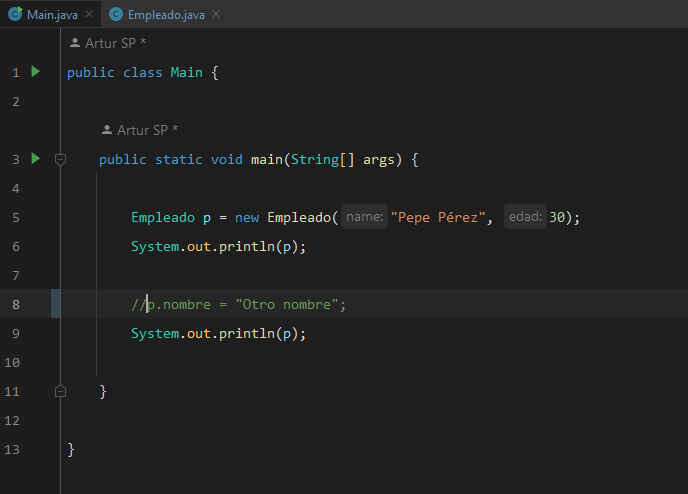 Main.java Empleado.java
Artur SP *
1 public class Main {
2
Artur SP *
3 public static void main(String[] args) {
4
5 Empleado p = new Empleado( name: "Pepe Pérez", edad: 30);
6 System.out.println(p);
7
8 //p.nombre = "Otro nombre";
9 System.out.println(p);
10
11 }
12
13 }